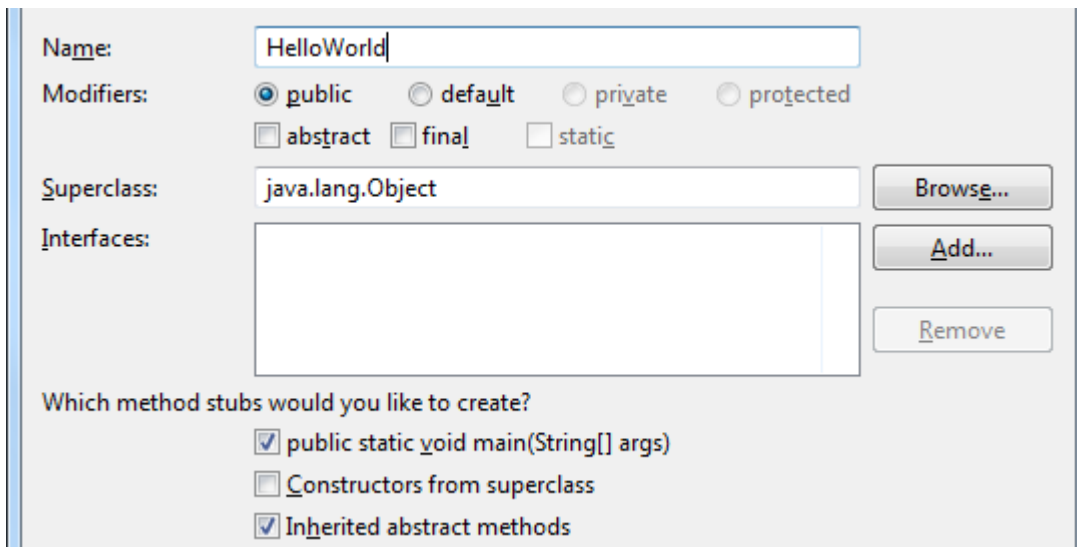 Name: HelloWorld
Modifiers: public default private protected
abstract final static
Superclass: java.lang.Object Browse...
Interfaces: Add...
Remove
Which method stubs would you like to create?
public static void main(String[] args)
Constructors from superclass
Inherited abstract methods